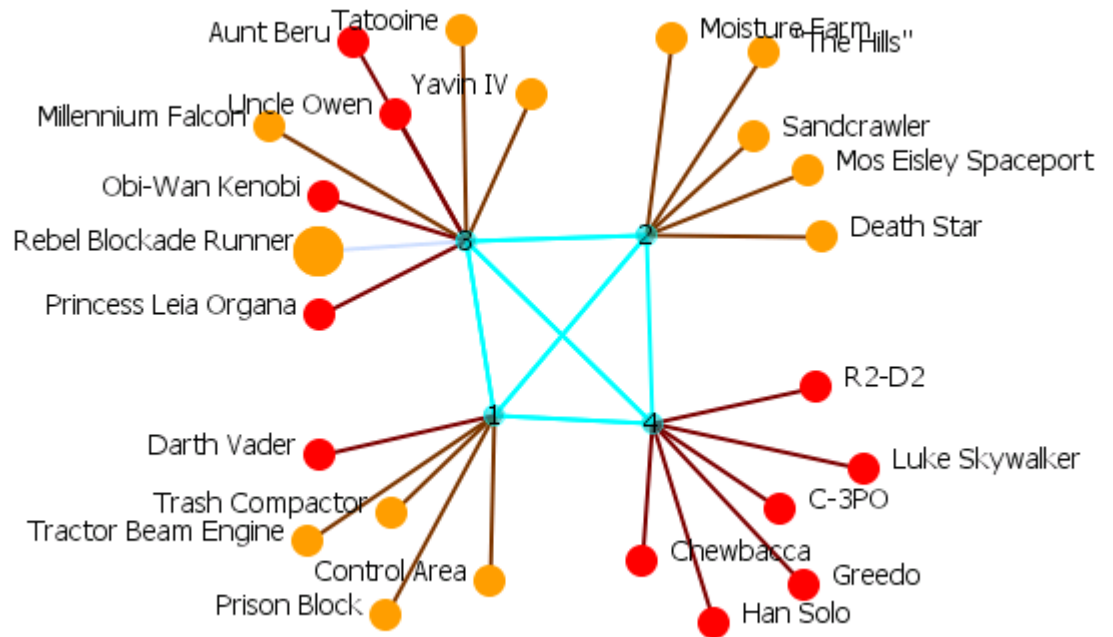 Tatooine
Aunt Beru
Moisture Farm
"The Hills"
Yavin IV
Uncle Owen
Millennium Falcon
Sandcrawler
Mos Eisley Spaceport
Obi-Wan Kenobi
Death Star
Rebel Blockade Runner
3
2
Princess Leia Organa
R2-D2
1
4
Darth Vader
Luke Skywalker
Trash Compactor
C-3PO
Tractor Beam Engine
Chewbacca
Control Area
Greedo
Prison Block
Han Solo